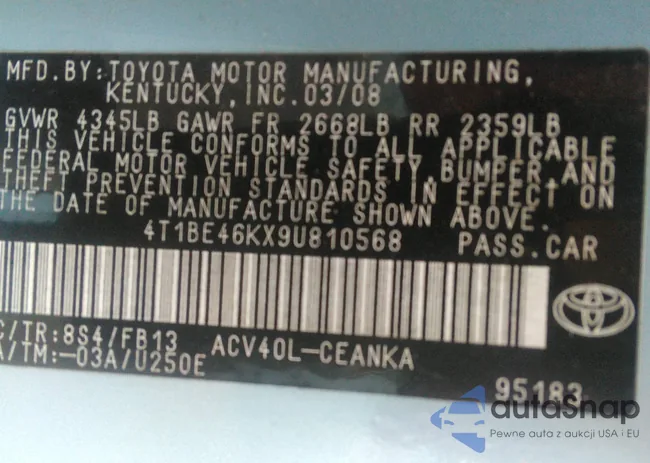 MFD. BY: TOYOTA MOTOR MANUFACTURING,
KENTUCKY, INC. 03/08
GVWR 4345LB GAWR FR 2668LB RR 2359LB
THIS VEHICLE CONFORMS TO ALL APPLICABLE
FEDERAL MOTOR VEHICLE SAFETY, BUMPER, AND
THEFT PREVENTION STANDARDS IN EFFECT ON
THE DATE OF MANUFACTURE SHOWN ABOVE.
4T1BE46KX9U810568 PASS. CAR
C/TR: 8S4/FB13 ACV40L-CEANKA
A/TM: -03A/U250E
95183
autoSnap
Pewne auta z aukcji USA i EU